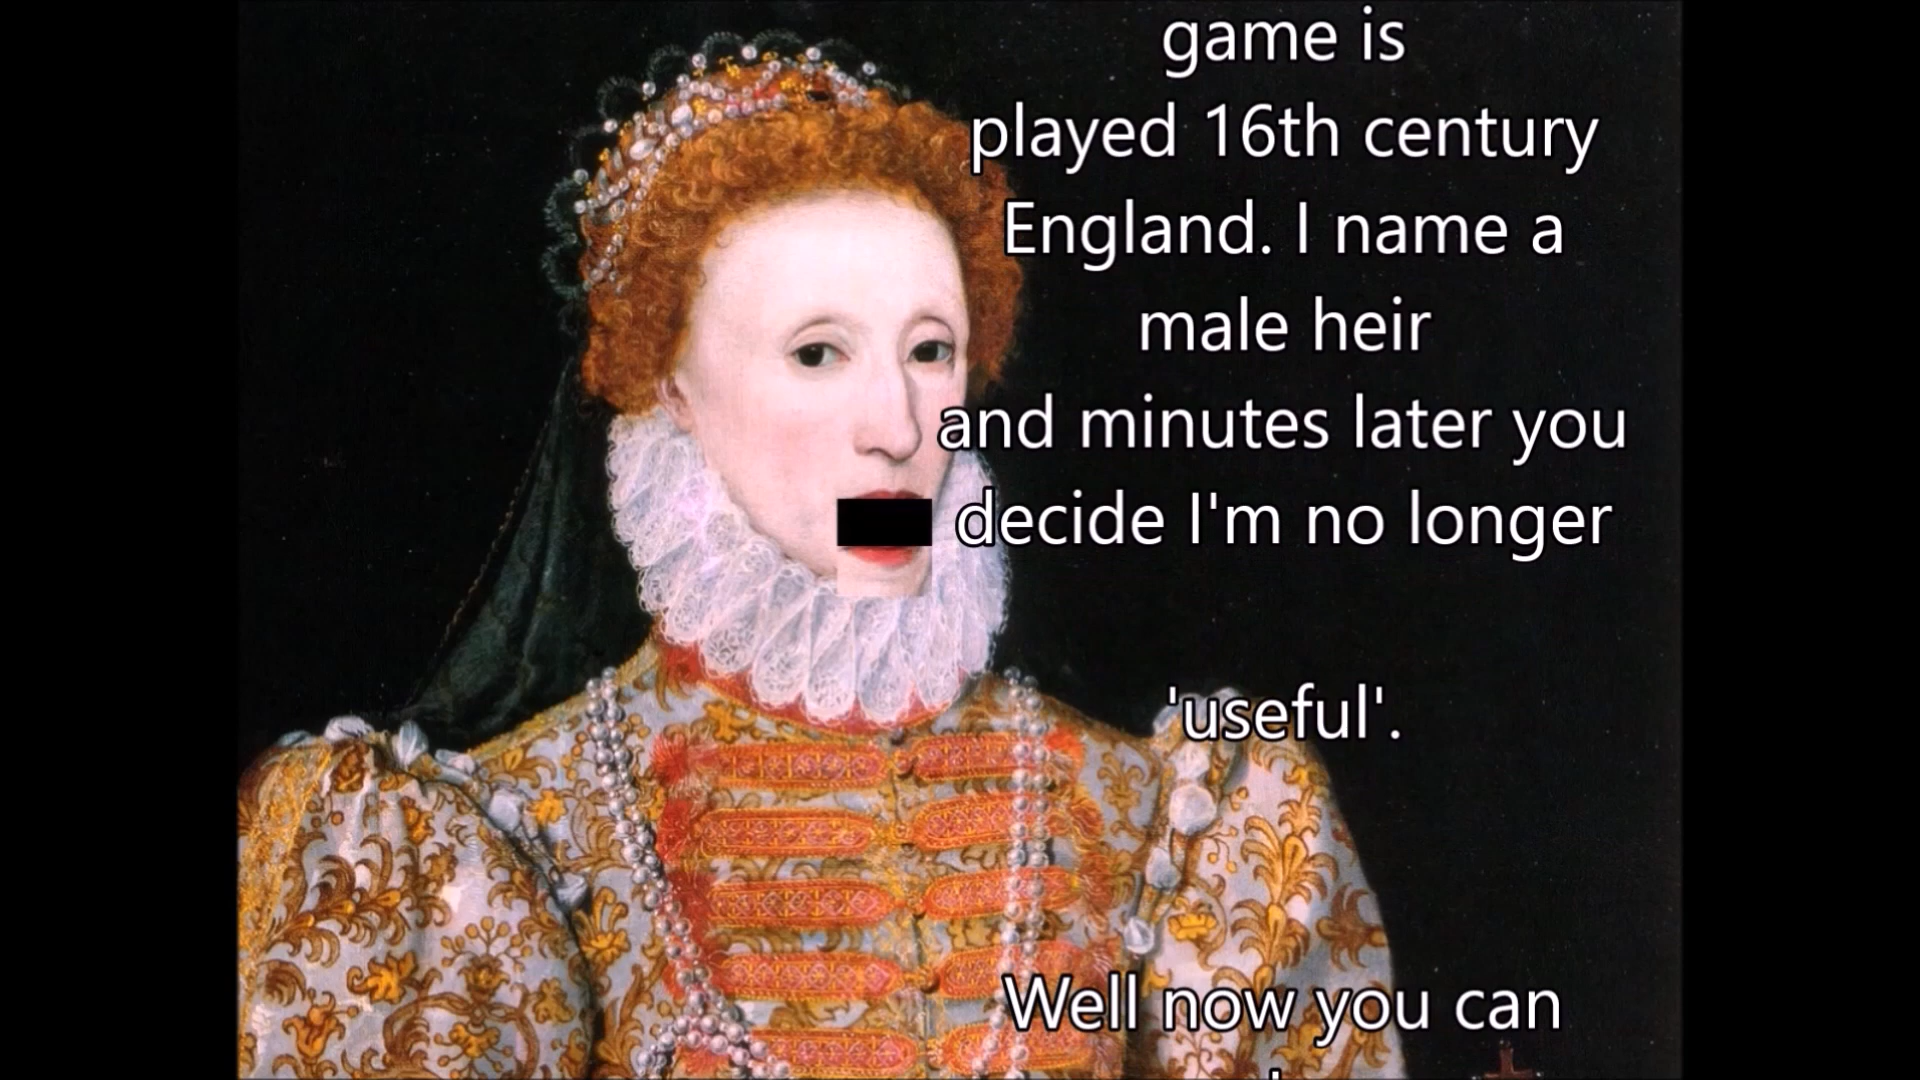 game is
played 16th century
England. I name a
male heir
and minutes later you
decide I'm no longer
'useful'.
Well now you can